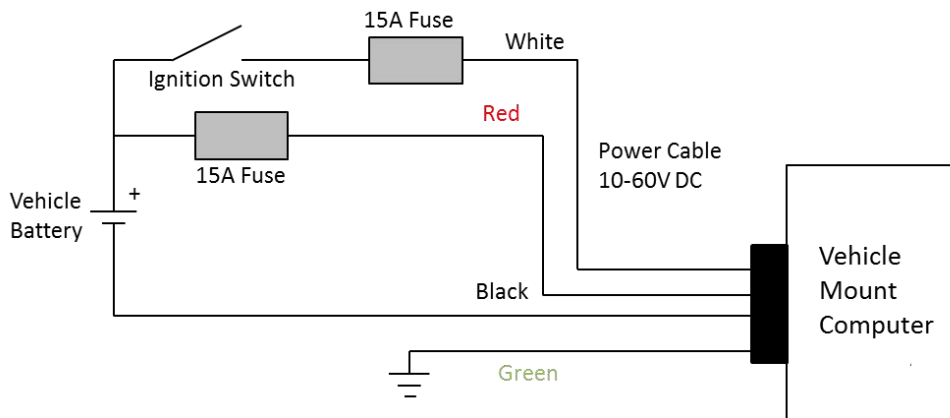 15A Fuse
White
Ignition Switch
Red
15A Fuse
Power Cable
10-60V DC
Vehicle
Battery
+
Vehicle
Mount
Computer
Black
Green